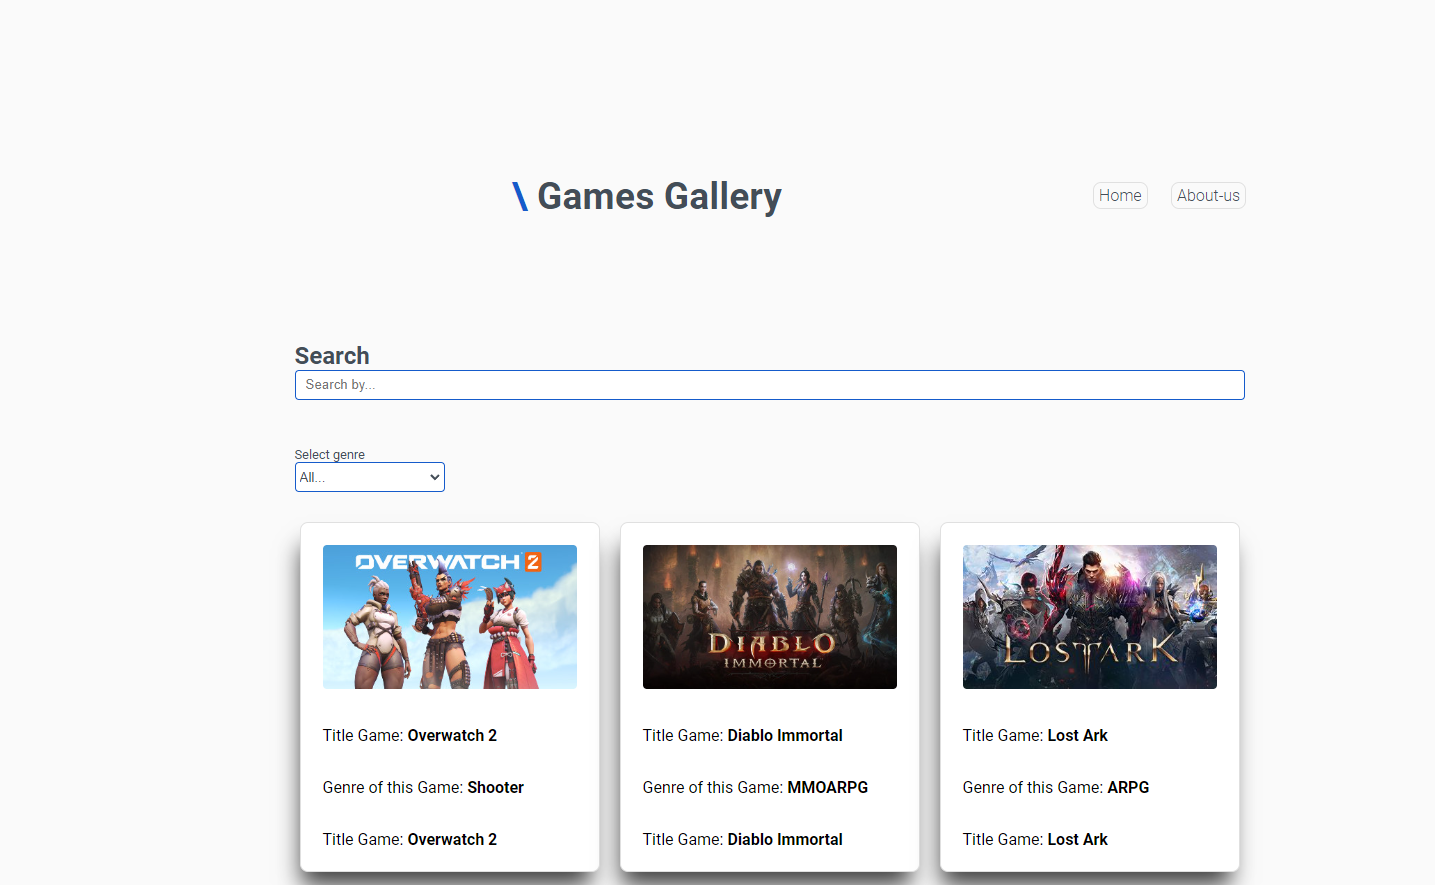 \ Games Gallery
Home
About-us
Search
Search by...
Select genre
All...
OVERWATCH 2
DIABLO
IMMORTAL
LOST ARK
Title Game: Overwatch 2
Title Game: Diablo Immortal
Title Game: Lost Ark
Genre of this Game: Shooter
Genre of this Game: MMOARPG
Genre of this Game: ARPG
Title Game: Overwatch 2
Title Game: Diablo Immortal
Title Game: Lost Ark